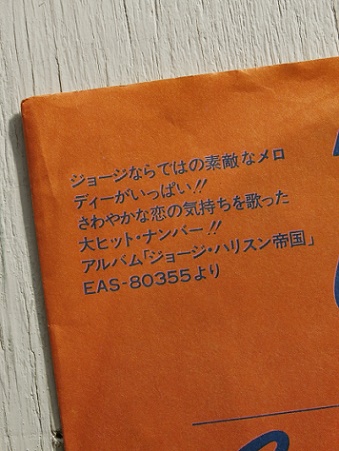 ジョージならではの素敵なメロ
ディーがいっぱい!!
さわやかな恋の気持ちを歌った
大ヒット・ナンバー!!
アルバム「ジョージ・ハリスン帝国」
EAS-80355より